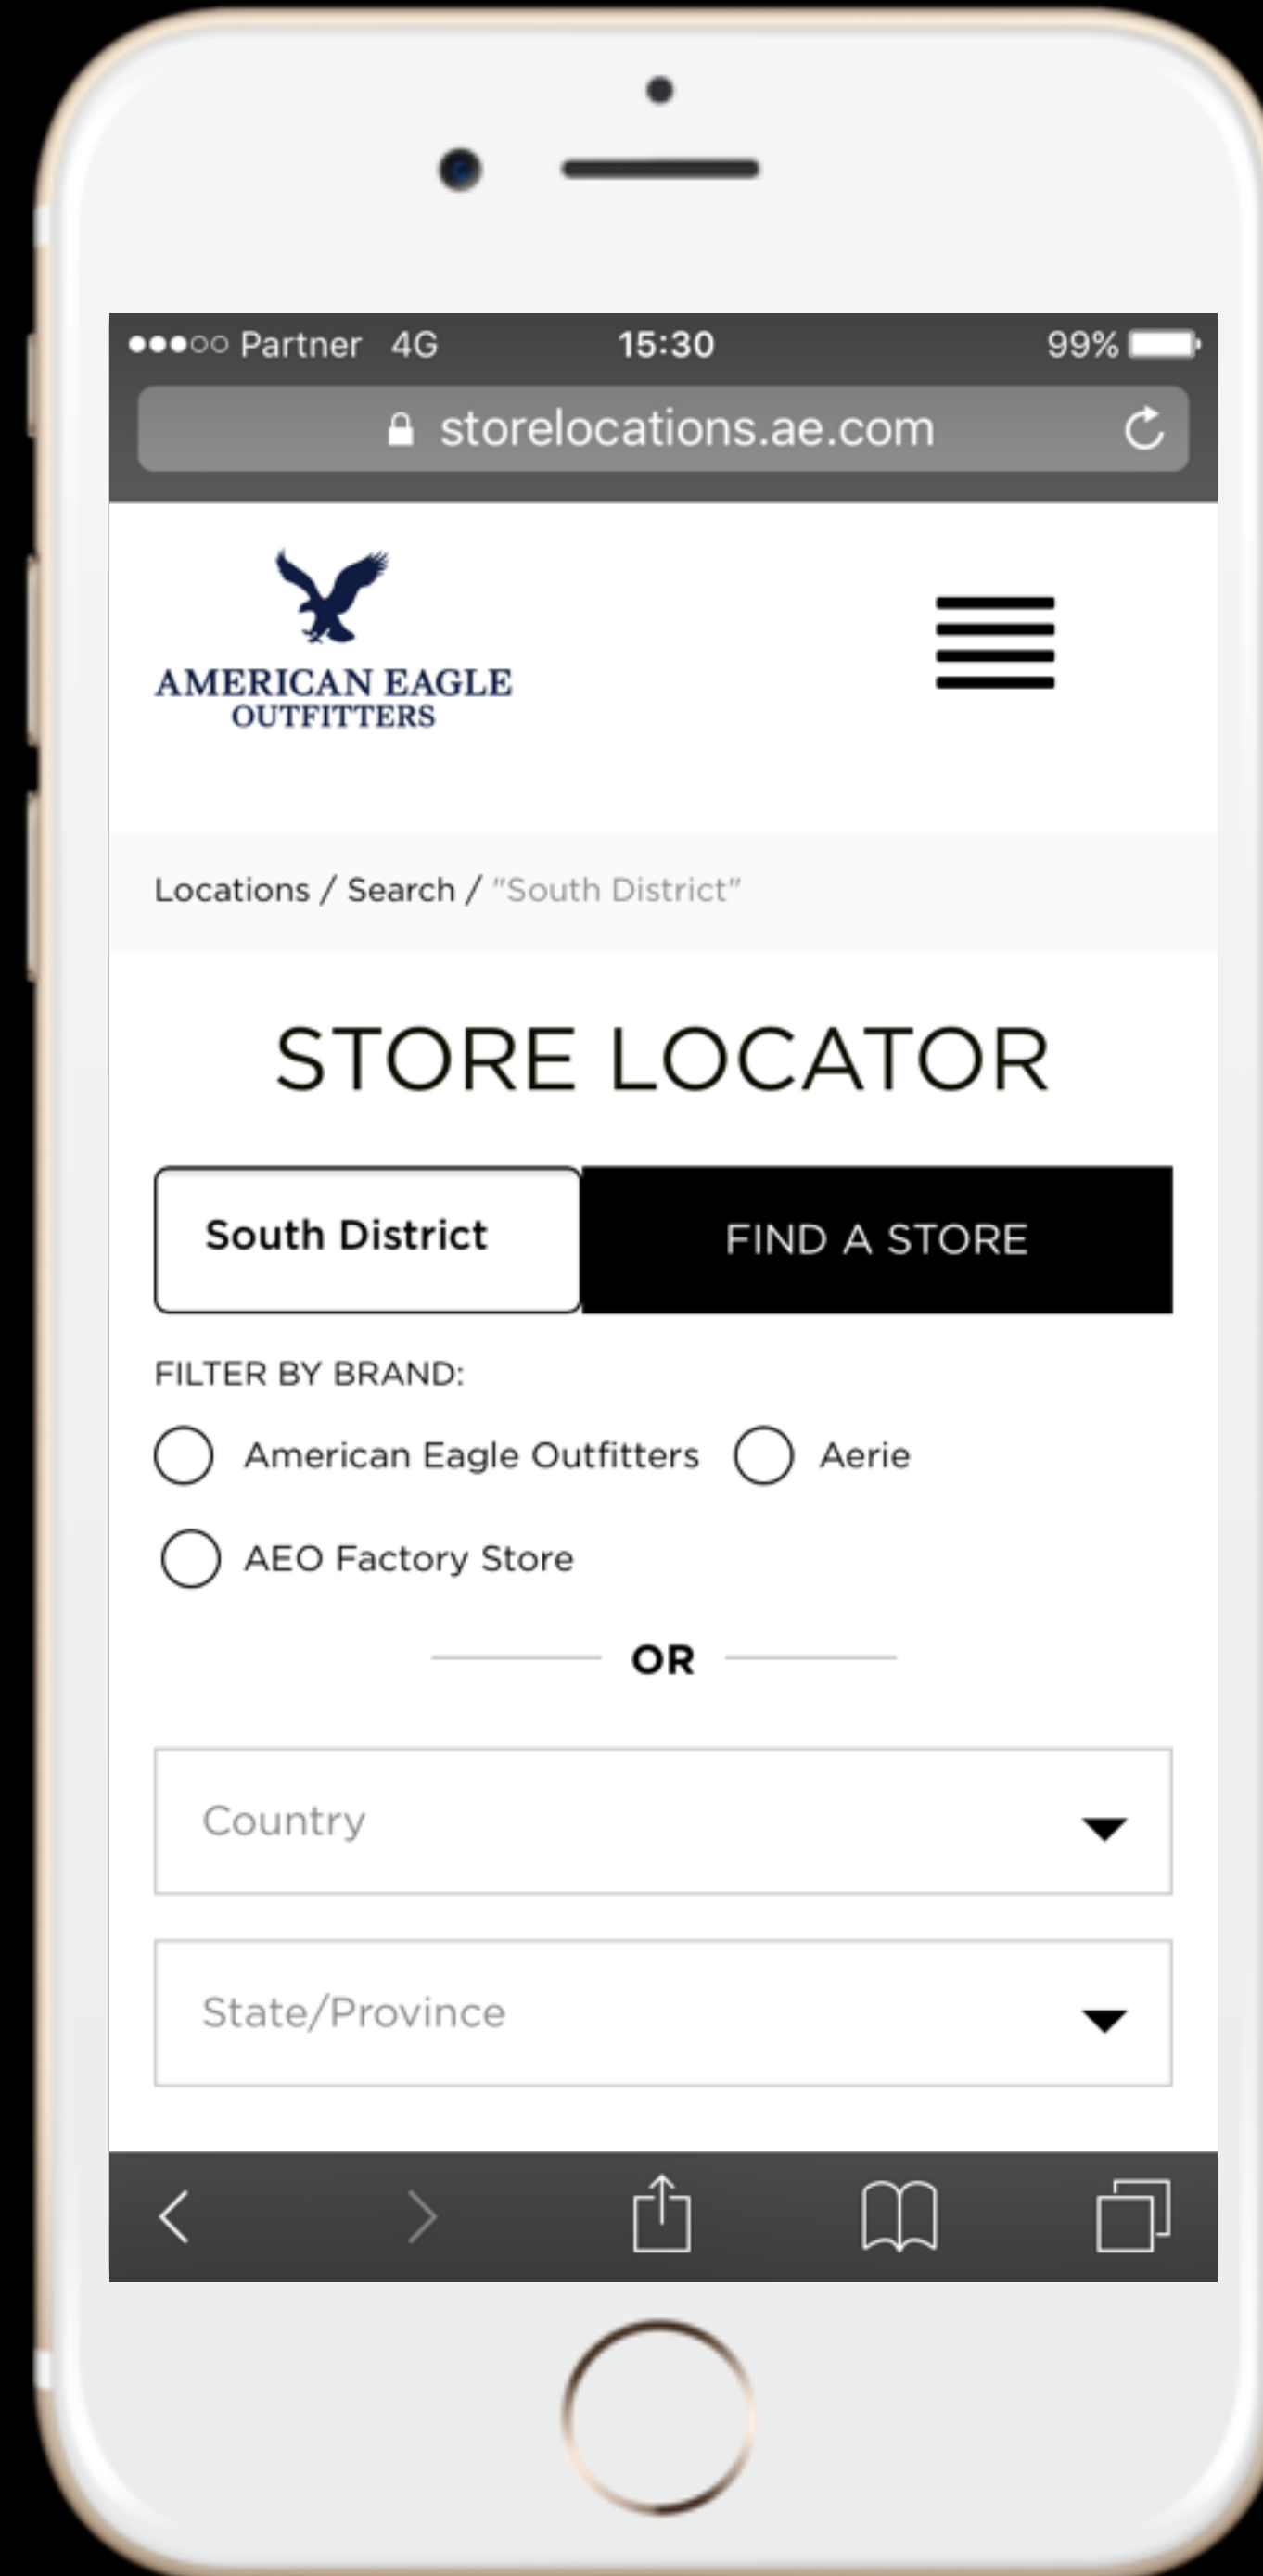 Partner 4G 15:30 99%
storelocations.ae.com
AMERICAN EAGLE
OUTFITTERS
Locations / Search / "South District"
STORE LOCATOR
South District FIND A STORE
FILTER BY BRAND:
American Eagle Outfitters Aerie
AEO Factory Store
OR
Country
State/Province